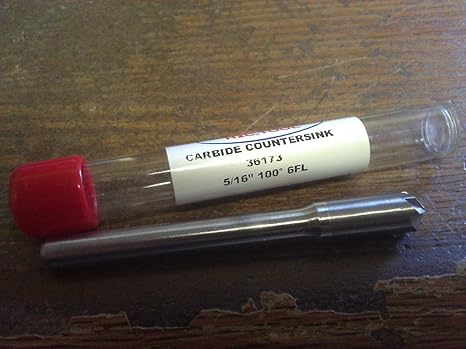 CARBIDE COUNTERSINK
36173
5/16" 100° 6FL